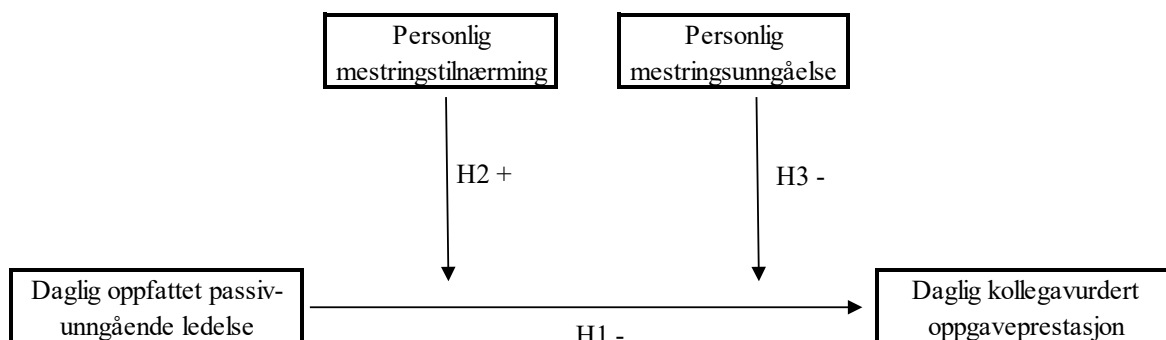 Personlig
mestringstilnærming
Personlig
mestringsunngåelse
H2 +
H3 -
Daglig oppfattet passiv-
unngående ledelse
H1 -
Daglig kollegavurdert
oppgaveprestasjon